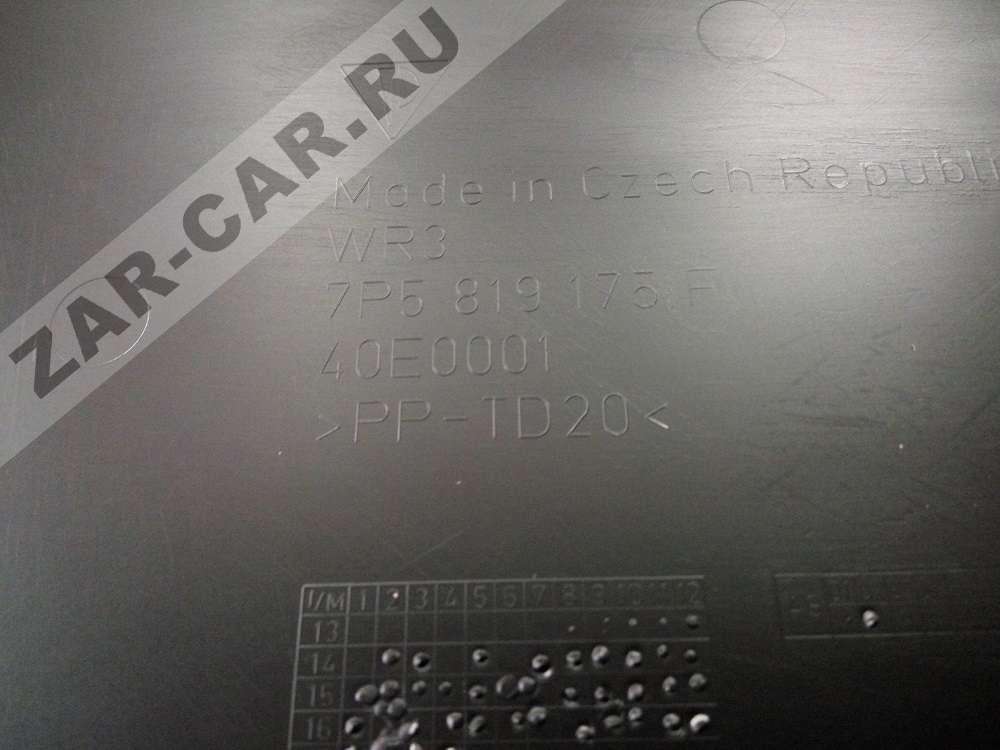 ZAR-CAR.RU
Made in Czech Republi
WR3
7P5 819 175 F
40E0001
>PP-TD20<
J/M 1 2 3 4 5 6 7 8 9 10 11 12
13
14
15
16